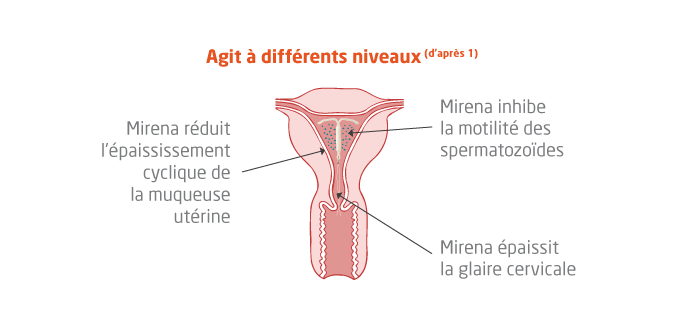 Agit à différents niveaux (d'après 1)
Mirena réduit
l'épaississement
cyclique de
la muqueuse
utérine
Mirena inhibe
la motilité des
spermatozoïdes
Mirena épaissit
la glaire cervicale